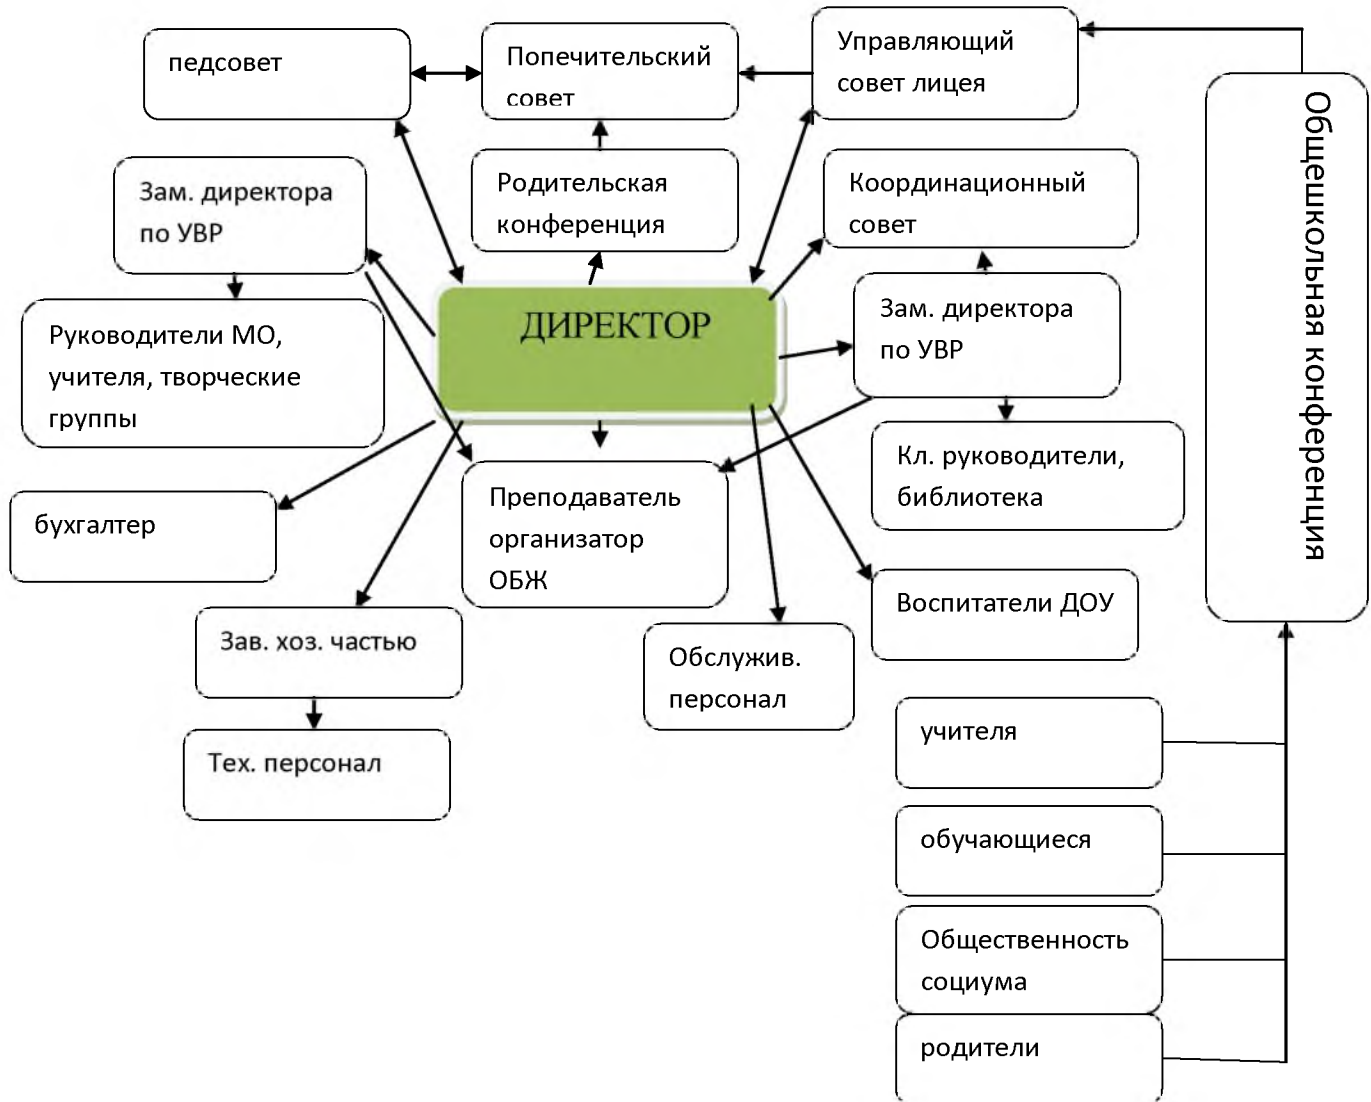 педсовет
Попечительский
совет
Управляющий
совет лицея
Общешкольная конференция
Зам. директора
по УВР
Родительская
конференция
Координационный
совет
Руководители МО,
учителя, творческие
группы
ДИРЕКТОР
Зам. директора
по УВР
Кл. руководители,
библиотека
бухгалтер
Преподаватель
организатор
ОБЖ
Воспитатели ДОУ
Зав. хоз. частью
Обслужив.
персонал
Тех. персонал
учителя
обучающиеся
Общественность
социума
родители